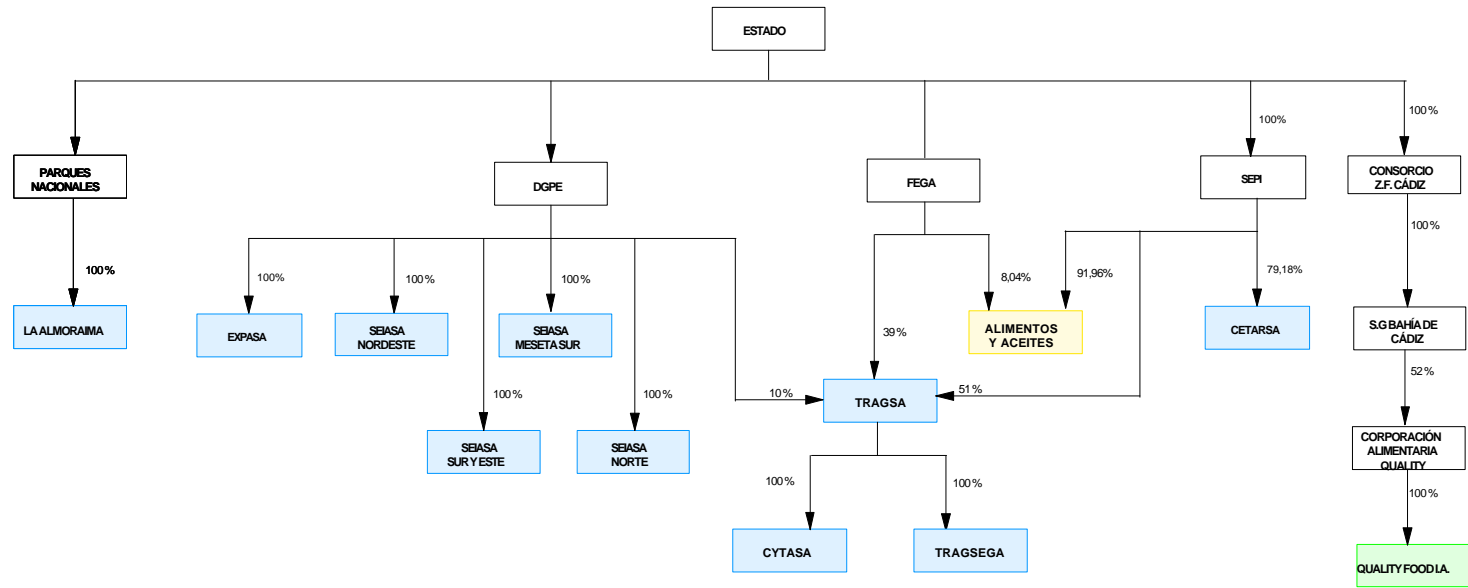 ESTADO
100%
100%
PARQUES
NACIONALES
DGPE
FEGA
SEPI
CONSORCIO
Z.F. CÁDIZ
100%
100%
100%
100%
100%
8,04%
91,96%
79,18%
100%
LA ALMORAIMA
EXPASA
SEIASA
NORDESTE
SEIASA
MESETA SUR
ALIMENTOS
Y ACEITES
CETARSA
S.G BAHÍA DE
CÁDIZ
39%
52%
100%
100%
10%
TRAGSA
51%
SEIASA
SUR Y ESTE
SEIASA
NORTE
CORPORACIÓN
ALIMENTARIA
QUALITY
100%
100%
100%
CYTASA
TRAGSEGA
QUALITY FOOD I.A.